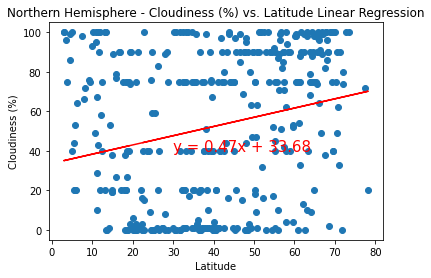 Northern Hemisphere - Cloudiness (%) vs. Latitude Linear Regression
100
80
60
40
20
0
Cloudiness (%)
y = 0.47x + 33.68
0 10 20 30 40 50 60 70 80
Latitude